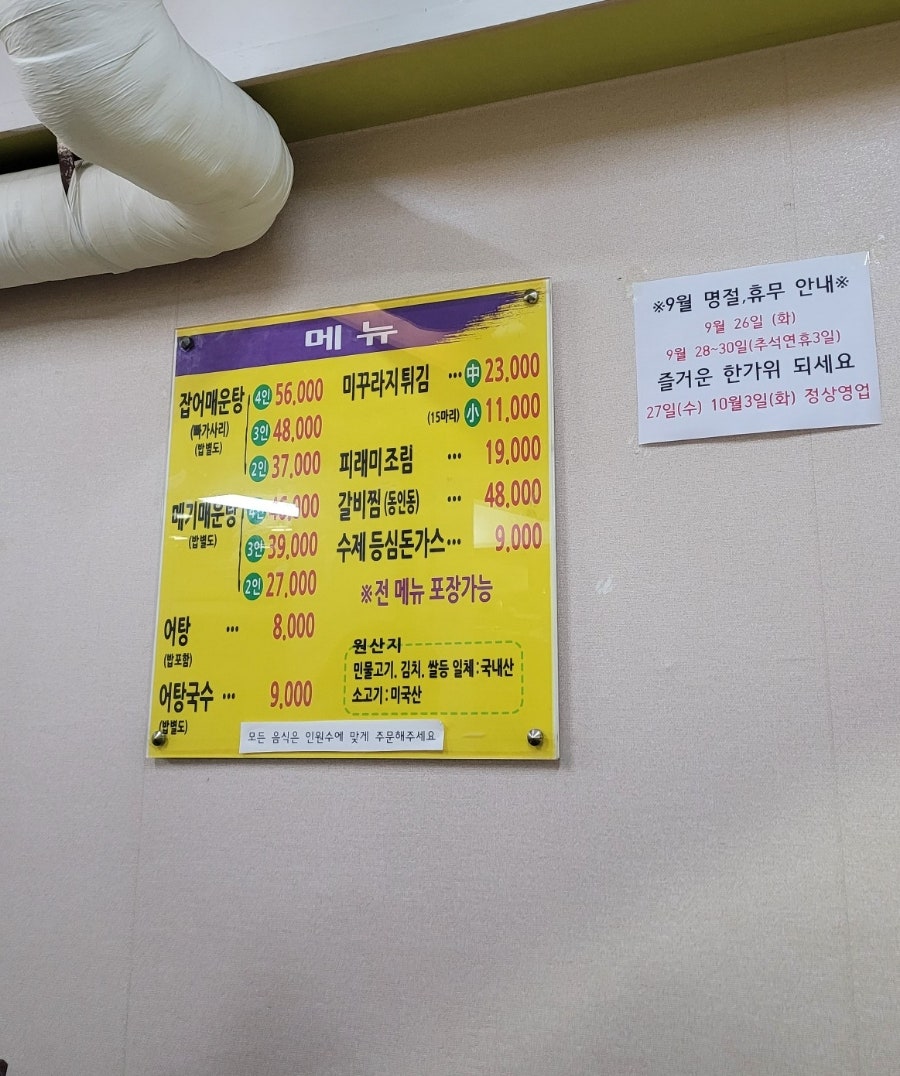 메뉴
잡어매운탕 4인 56,000
(빠가사리) 3인 48,000
(밥별도)
2인 37,000
메기매운탕 4인 46,000
(밥별도)
3인 39,000
2인 27,000
어탕 ··· 8,000
(밥포함)
어탕국수 ··· 9,000
(밥별도)
미꾸라지튀김 ··· 中 23,000
(15마리) 小 11,000
피래미조림 ··· 19,000
갈비찜(동인동) ··· 48,000
수제 등심돈가스··· 9,000
※전 메뉴 포장가능
원산지
민물고기, 김치, 쌀등 일체:국내산
소고기:미국산
모든 음식은 인원수에 맞게 주문해주세요
※9월 명절,휴무 안내※
9월 26일 (화)
9월 28~30일(추석연휴3일)
즐거운 한가위 되세요
27일(수) 10월3일(화) 정상영업